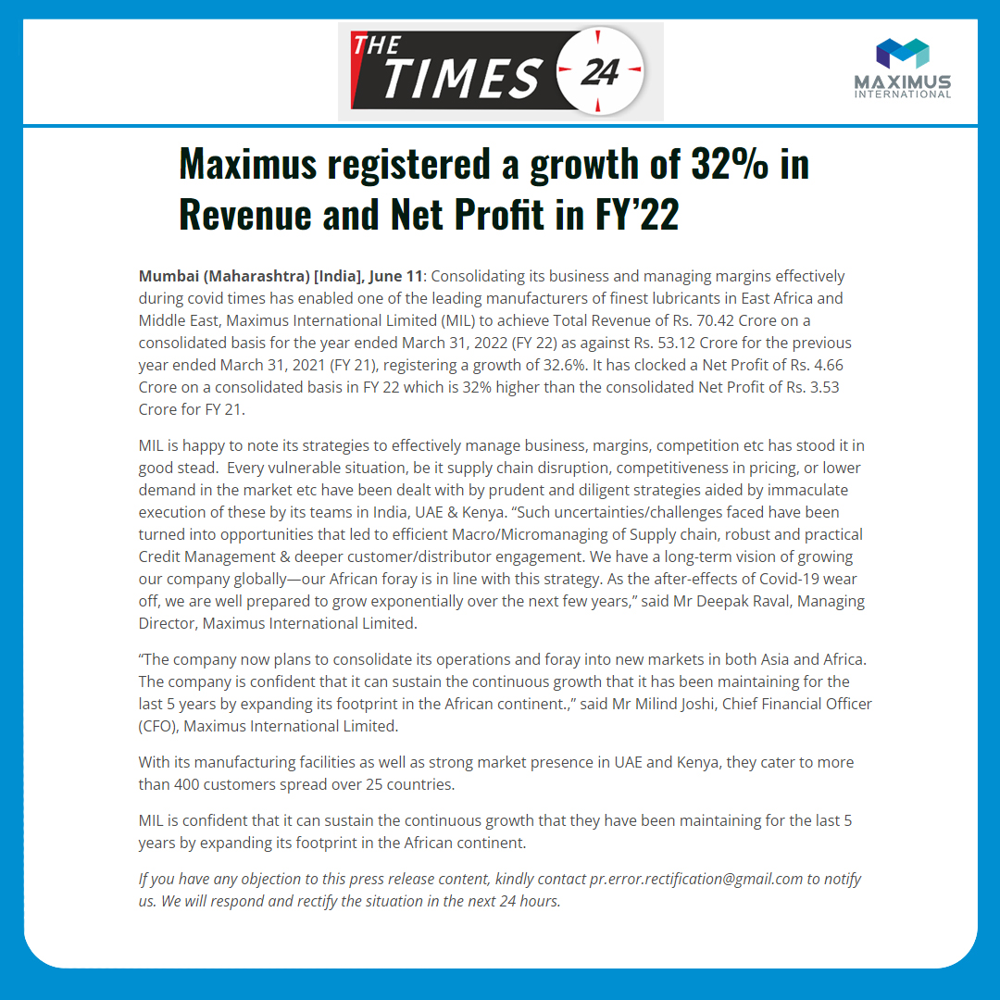 THE
TIMES 24
MAXIMUS
INTERNATIONAL
Maximus registered a growth of 32% in
Revenue and Net Profit in FY’22
Mumbai (Maharashtra) [India], June 11: Consolidating its business and managing margins effectively
during covid times has enabled one of the leading manufacturers of finest lubricants in East Africa and
Middle East, Maximus International Limited (MIL) to achieve Total Revenue of Rs. 70.42 Crore on a
consolidated basis for the year ended March 31, 2022 (FY 22) as against Rs. 53.12 Crore for the previous
year ended March 31, 2021 (FY 21), registering a growth of 32.6%. It has clocked a Net Profit of Rs. 4.66
Crore on a consolidated basis in FY 22 which is 32% higher than the consolidated Net Profit of Rs. 3.53
Crore for FY 21.
MIL is happy to note its strategies to effectively manage business, margins, competition etc has stood it in
good stead.  Every vulnerable situation, be it supply chain disruption, competitiveness in pricing, or lower
demand in the market etc have been dealt with by prudent and diligent strategies aided by immaculate
execution of these by its teams in India, UAE & Kenya. “Such uncertainties/challenges faced have been
turned into opportunities that led to efficient Macro/Micromanaging of Supply chain, robust and practical
Credit Management & deeper customer/distributor engagement. We have a long-term vision of growing
our company globally—our African foray is in line with this strategy. As the after-effects of Covid-19 wear
off, we are well prepared to grow exponentially over the next few years,” said Mr Deepak Raval, Managing
Director, Maximus International Limited.
“The company now plans to consolidate its operations and foray into new markets in both Asia and Africa.
The company is confident that it can sustain the continuous growth that it has been maintaining for the
last 5 years by expanding its footprint in the African continent.,” said Mr Milind Joshi, Chief Financial Officer
(CFO), Maximus International Limited.
With its manufacturing facilities as well as strong market presence in UAE and Kenya, they cater to more
than 400 customers spread over 25 countries.
MIL is confident that it can sustain the continuous growth that they have been maintaining for the last 5
years by expanding its footprint in the African continent.
If you have any objection to this press release content, kindly contact pr.error.rectification@gmail.com to notify
us. We will respond and rectify the situation in the next 24 hours.